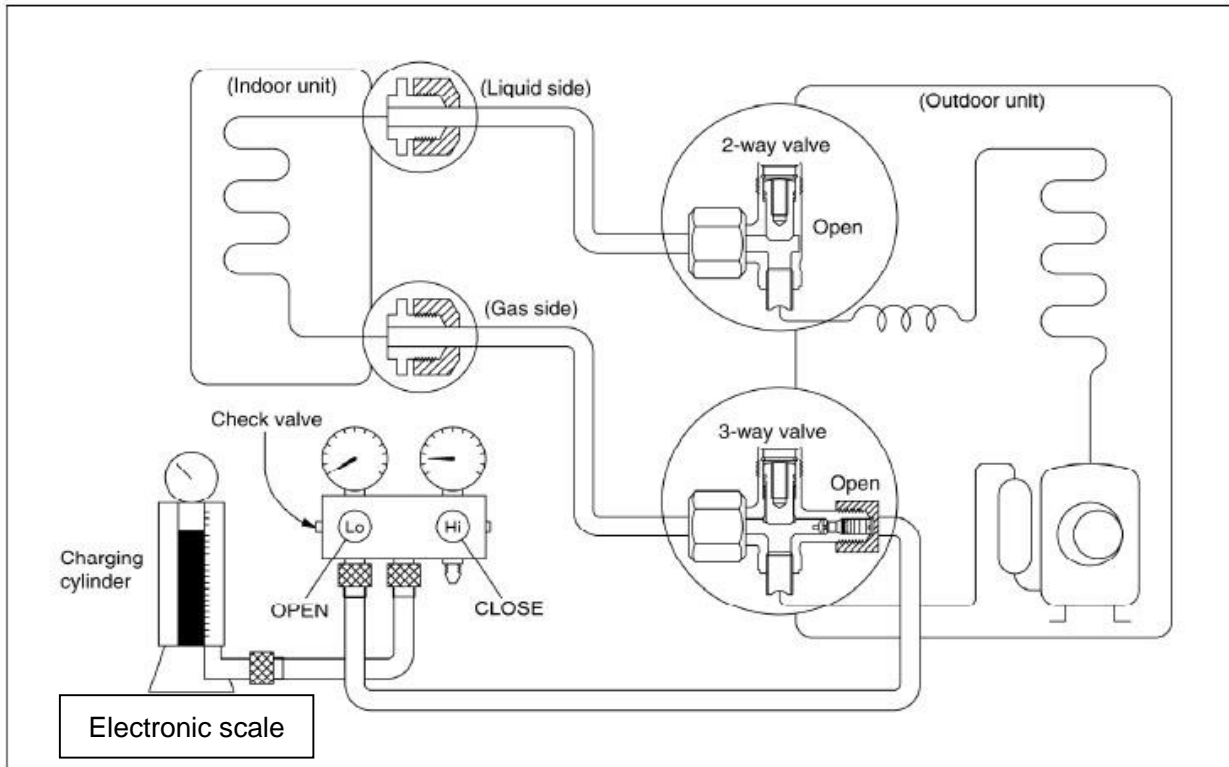 (Indoor unit)
(Liquid side)
(Outdoor unit)
2-way valve
Open
(Gas side)
3-way valve
Open
Check valve
Lo
Hi
Charging
cylinder
OPEN
CLOSE
Electronic scale